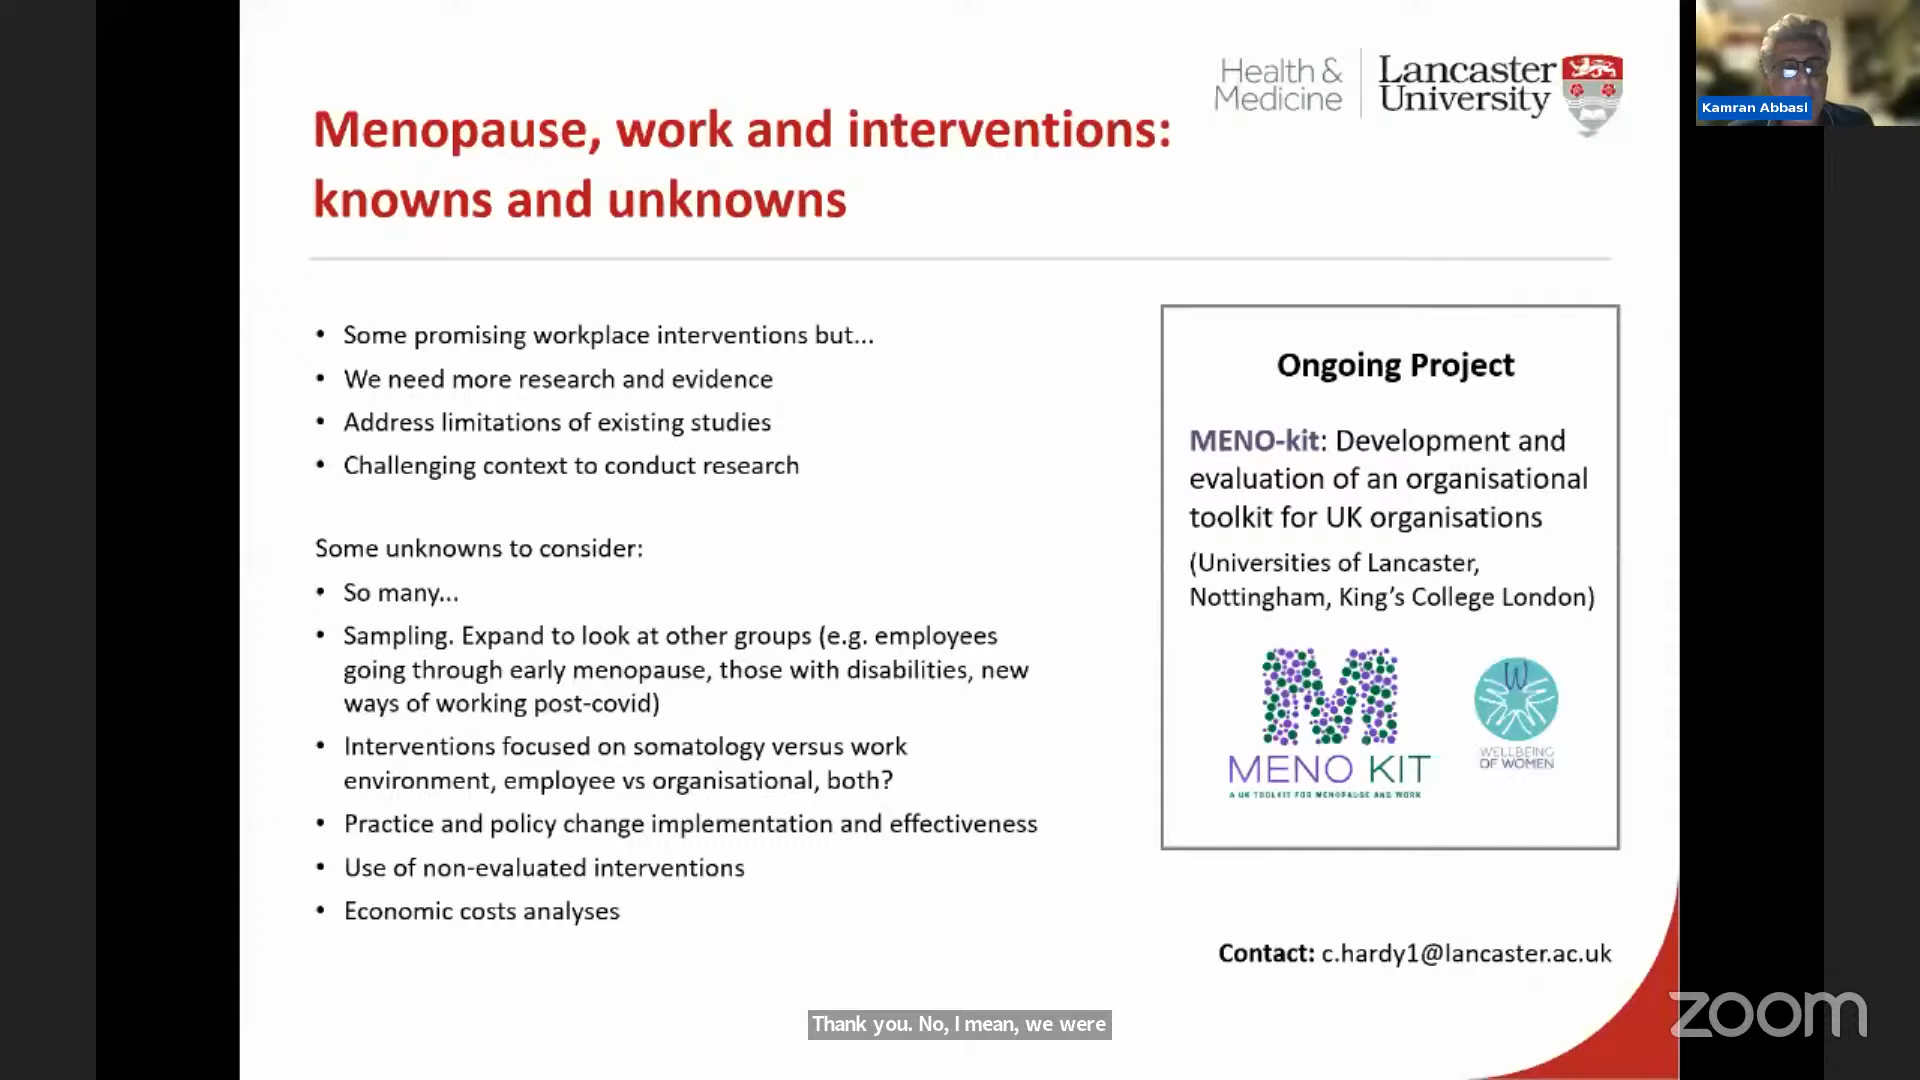 Health &
Medicine
Lancaster
University
Kamran Abbasi
Menopause, work and interventions:
knowns and unknowns
• Some promising workplace interventions but...
• We need more research and evidence
• Address limitations of existing studies
• Challenging context to conduct research
Some unknowns to consider:
• So many...
• Sampling. Expand to look at other groups (e.g. employees
going through early menopause, those with disabilities, new
ways of working post-covid)
• Interventions focused on somatology versus work
environment, employee vs organisational, both?
• Practice and policy change implementation and effectiveness
• Use of non-evaluated interventions
• Economic costs analyses
Ongoing Project
MENO-kit: Development and
evaluation of an organisational
toolkit for UK organisations
(Universities of Lancaster,
Nottingham, King's College London)
M
MENO KIT
A UK TOOLKIT FOR MENOPAUSE AND WORK
W
WELLBEING
OF WOMEN
Contact: c.hardy1@lancaster.ac.uk
Thank you. No, I mean, we were
zoom